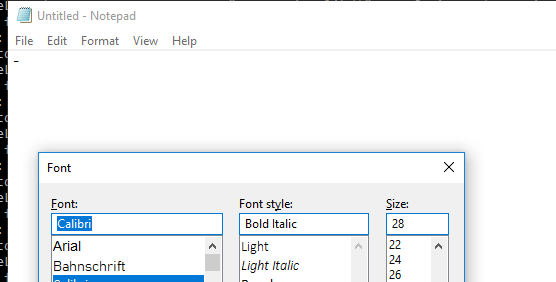 Untitled - Notepad
File Edit Format View Help
-
Font
Font: Font style: Size:
Calibri Bold Italic 28
Arial Light 22
Bahnschrift Light Italic 24
26